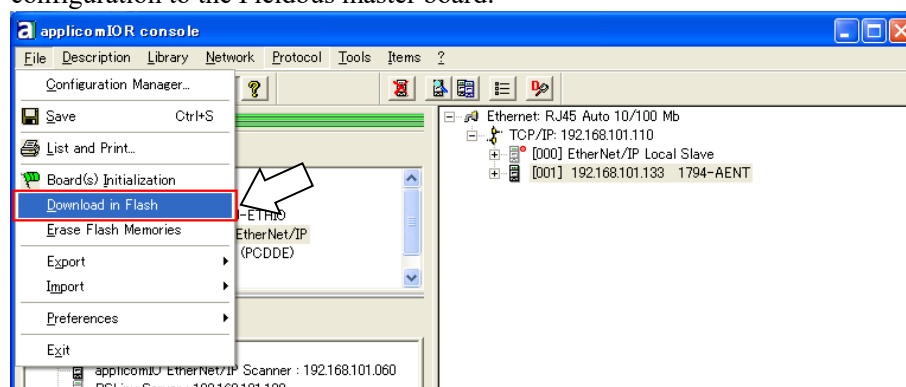 configuration to the Fieldbus master board.
applicomIOR console
File Description Library Network Protocol Tools Items ?
Configuration Manager...
Save Ctrl+S
List and Print...
Board(s) Initialization
Download in Flash
Erase Flash Memories
Export
Import
Preferences
Exit
-ETHIO
EtherNet/IP
(PCDDE)
applicomIO EtherNet/IP Scanner : 192.168.101.060
Ethernet: RJ45 Auto 10/100 Mb
TCP/IP: 192.168.101.110
[000] EtherNet/IP Local Slave
[001] 192.168.101.133 1794-AENT